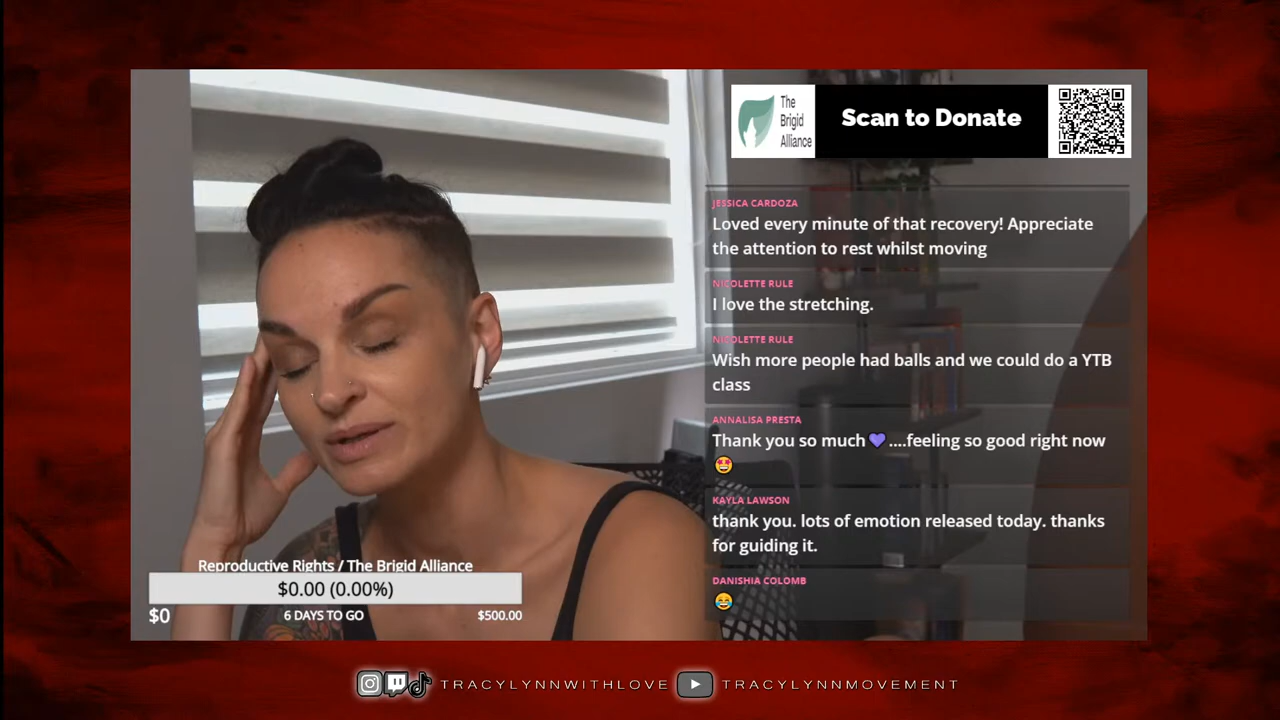 The
Brigid
Alliance
Scan to Donate
JESSICA CARDOZA
Loved every minute of that recovery! Appreciate
the attention to rest whilst moving
NICOLETTE RULE
I love the stretching.
NICOLETTE RULE
Wish more people had balls and we could do a YTB
class
ANNALISA PRESTA
Thank you so much 💜 ....feeling so good right now
🤩
KAYLA LAWSON
thank you. lots of emotion released today. thanks
for guiding it.
DANISHIA COLOMB
😂
Reproductive Rights / The Brigid Alliance
$0.00 (0.00%)
$0 6 DAYS TO GO $500.00
TRACYLYNNWITHLOVE TRACYLYNNMOVEMENT